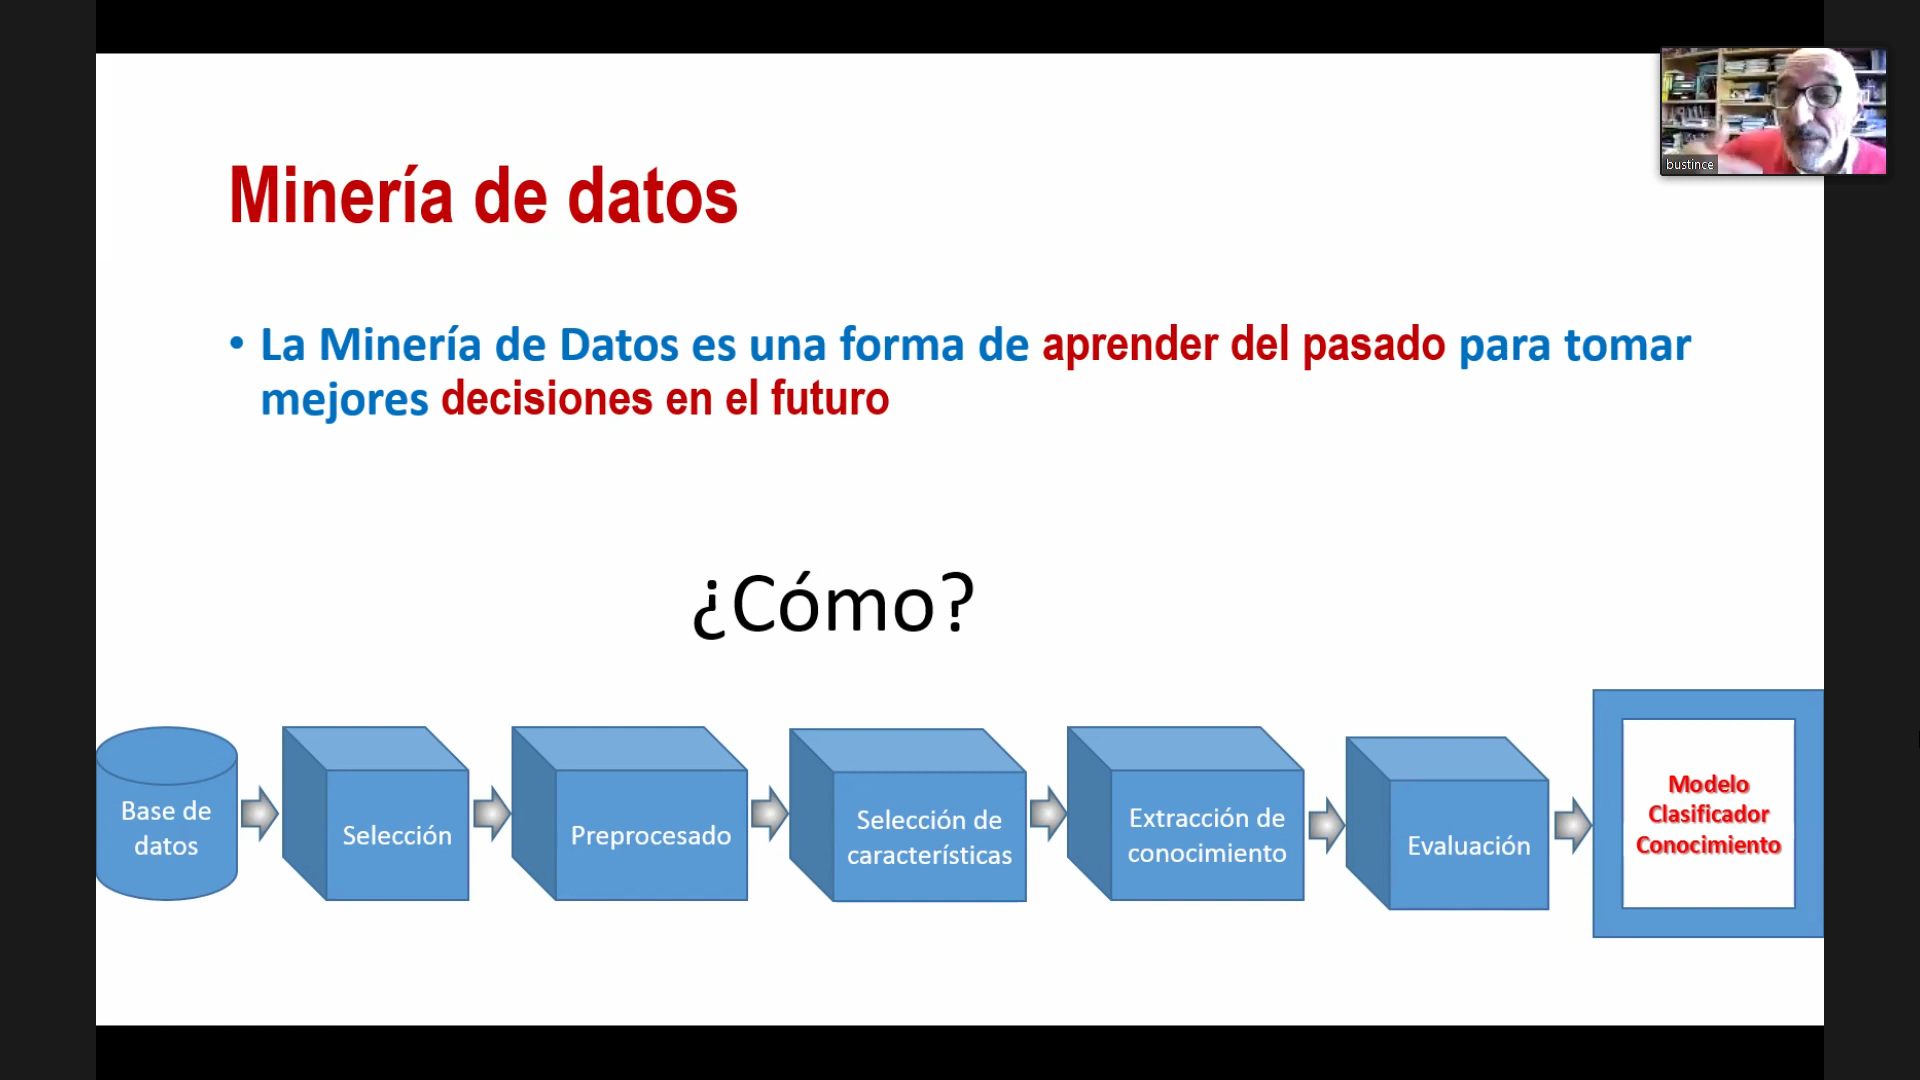 Minería de datos
• La Minería de Datos es una forma de aprender del pasado para tomar
mejores decisiones en el futuro
¿Cómo?
Base de
datos
Selección
Preprocesado
Selección de
características
Extracción de
conocimiento
Evaluación
Modelo
Clasificador
Conocimiento
bustince